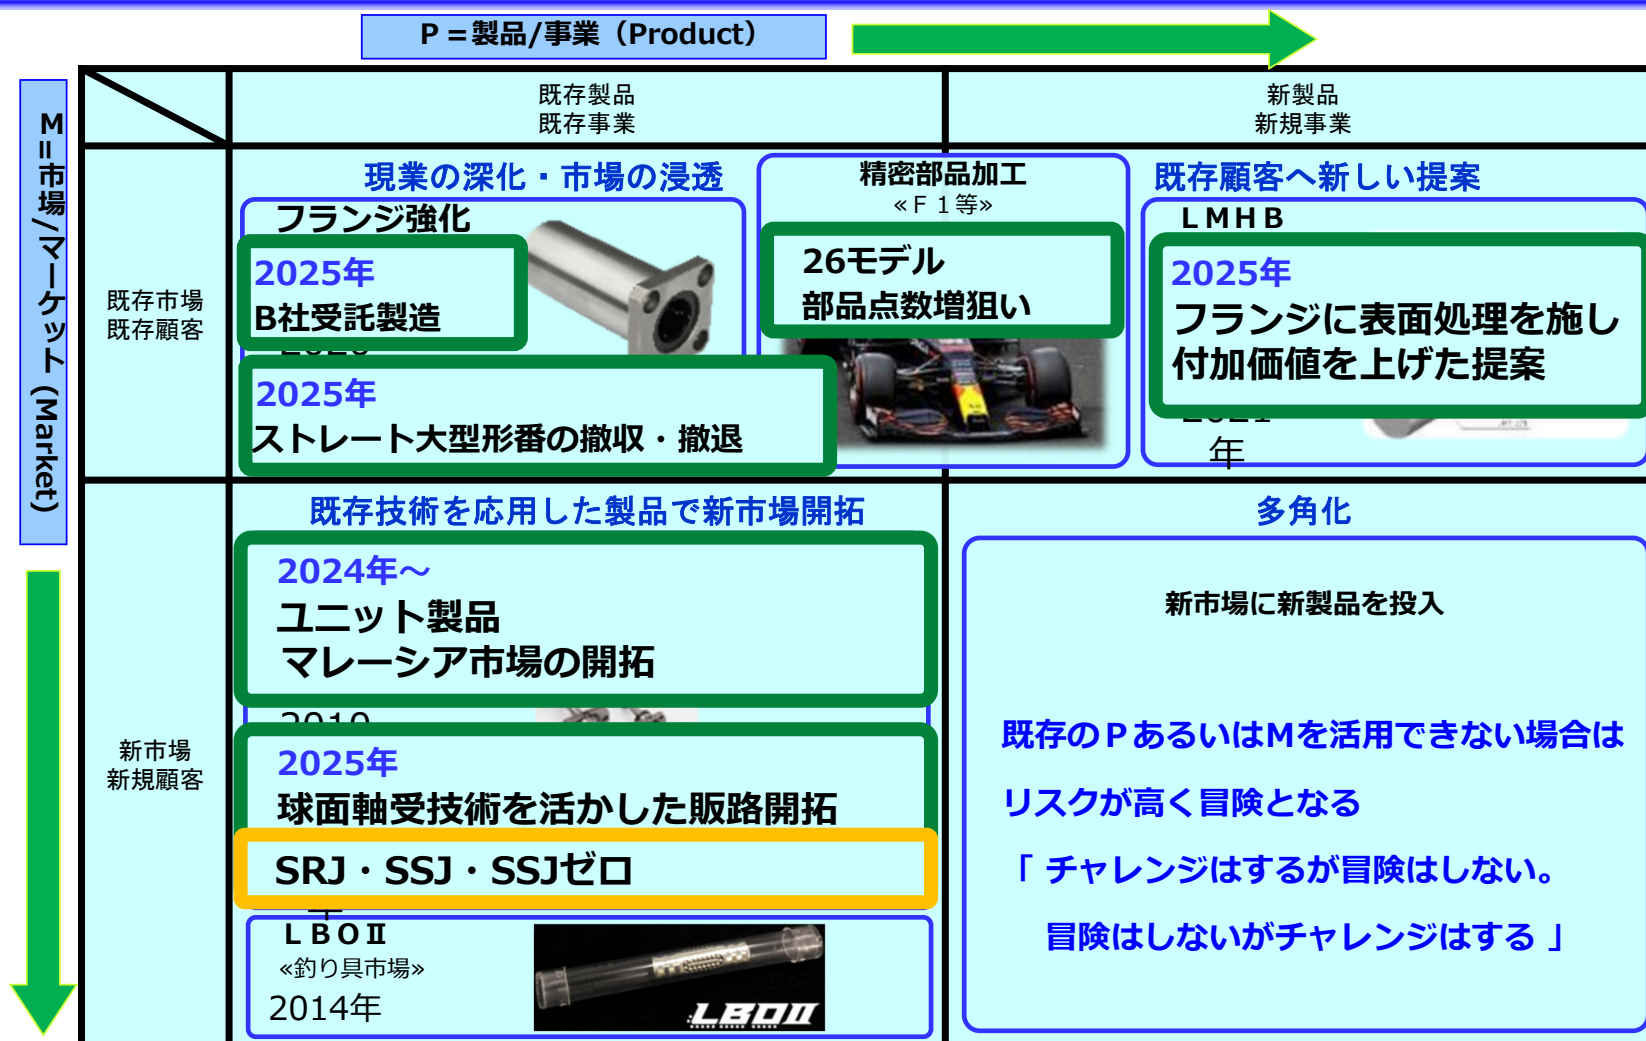 P＝製品/事業（Product）
M＝市場/マーケット(Market)
既存製品
既存事業
新製品
新規事業
既存市場
既存顧客
現業の深化・市場の浸透
フランジ強化
2025年
B社受託製造
2025年
ストレート大型形番の撤収・撤退
精密部品加工
≪Ｆ１等≫
26モデル
部品点数増狙い
既存顧客へ新しい提案
ＬＭＨＢ
2025年
フランジに表面処理を施し
付加価値を上げた提案
年
新市場
新規顧客
既存技術を応用した製品で新市場開拓
2024年～
ユニット製品
マレーシア市場の開拓
2025年
球面軸受技術を活かした販路開拓
SRJ・SSJ・SSJゼロ
ＬＢＯⅡ
≪釣り具市場≫
2014年
LBOⅡ
多角化
新市場に新製品を投入
既存のＰあるいはMを活用できない場合は
リスクが高く冒険となる
「 チャレンジはするが冒険はしない。
冒険はしないがチャレンジはする 」